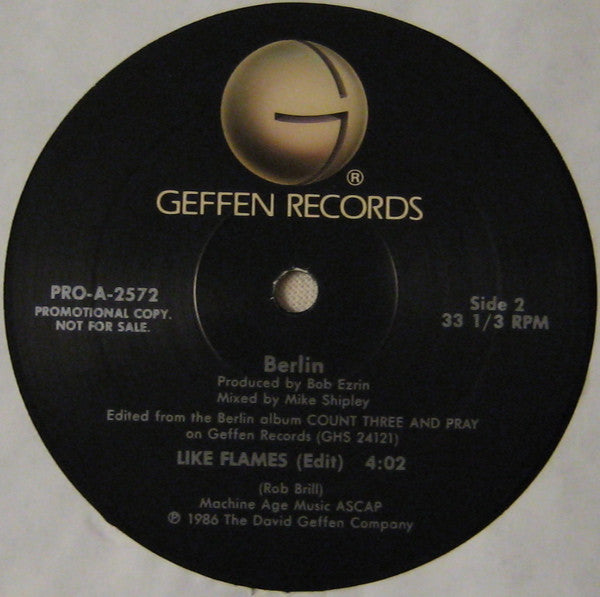 G
®
GEFFEN RECORDS
PRO-A-2572
PROMOTIONAL COPY.
NOT FOR SALE.
Side 2
33 1/3 RPM
Berlin
Produced by Bob Ezrin
Mixed by Mike Shipley
Edited from the Berlin album COUNT THREE AND PRAY
on Geffen Records (GHS 24121)
LIKE FLAMES (Edit) 4:02
(Rob Brill)
Machine Age Music ASCAP
℗ 1986 The David Geffen Company